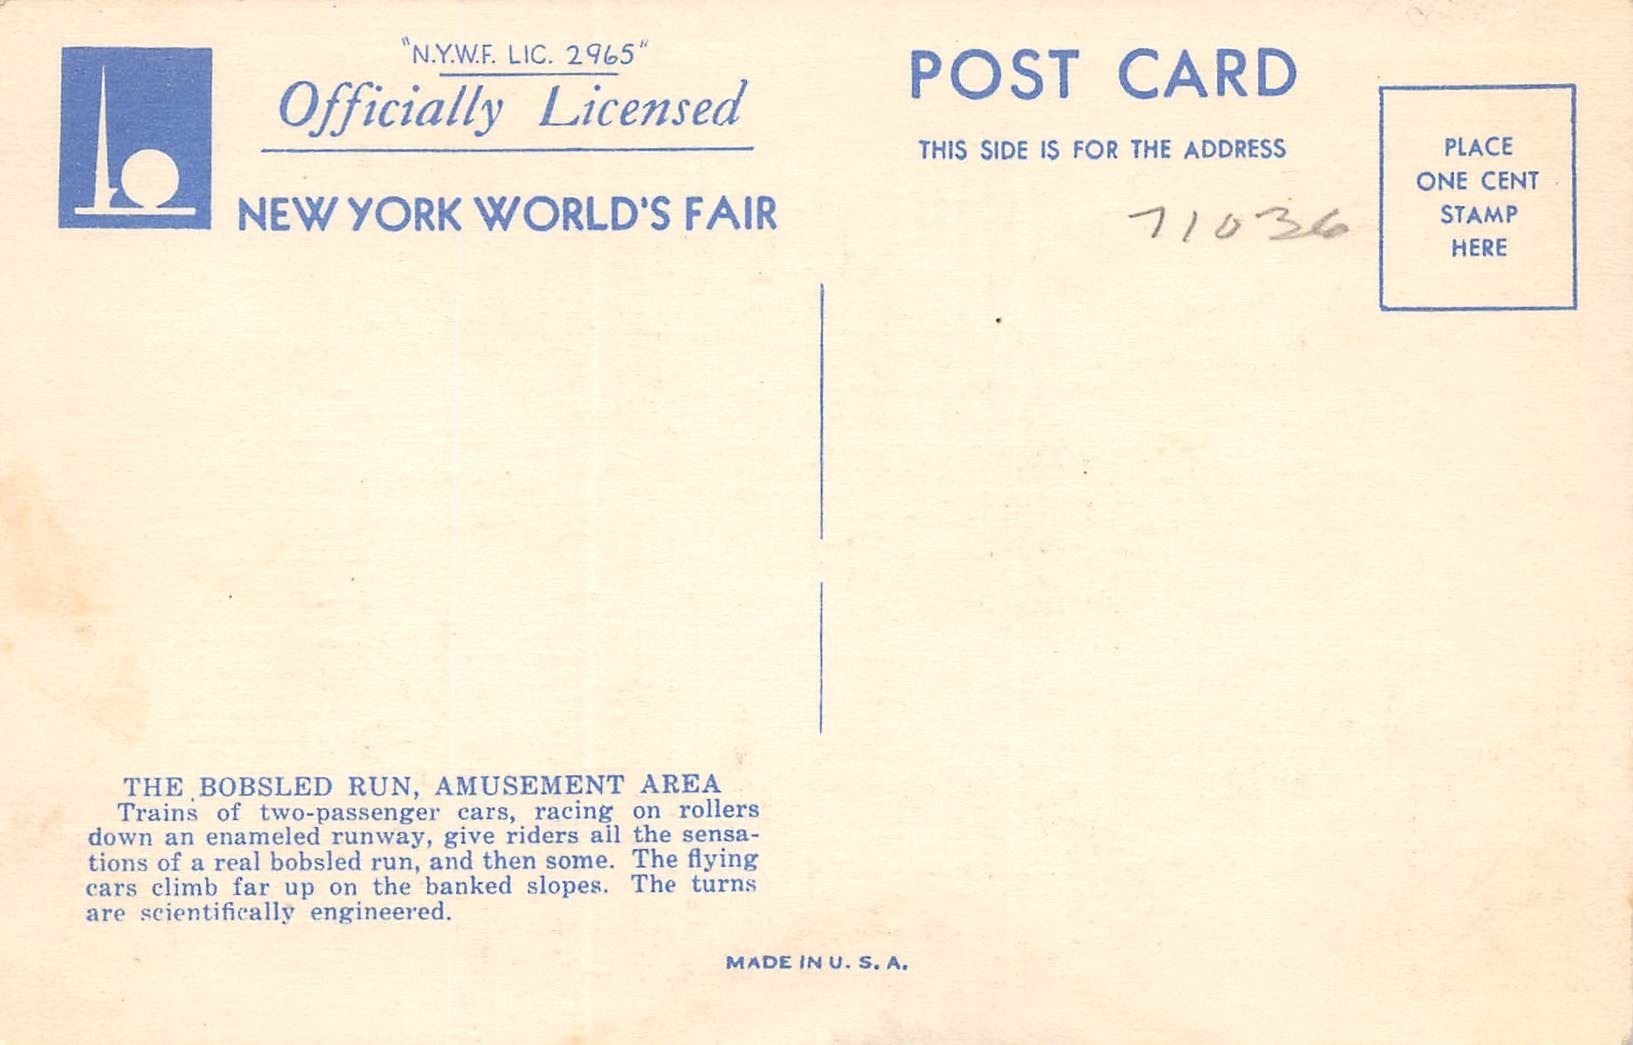 "N.Y.W.F. LIC. 2965"
Officially Licensed
NEW YORK WORLD'S FAIR
POST CARD
THIS SIDE IS FOR THE ADDRESS
PLACE
ONE CENT
STAMP
HERE
71036
THE BOBSLED RUN, AMUSEMENT AREA
Trains of two-passenger cars, racing on rollers
down an enameled runway, give riders all the sensa-
tions of a real bobsled run, and then some. The flying
cars climb far up on the banked slopes. The turns
are scientifically engineered.
MADE IN U. S. A.